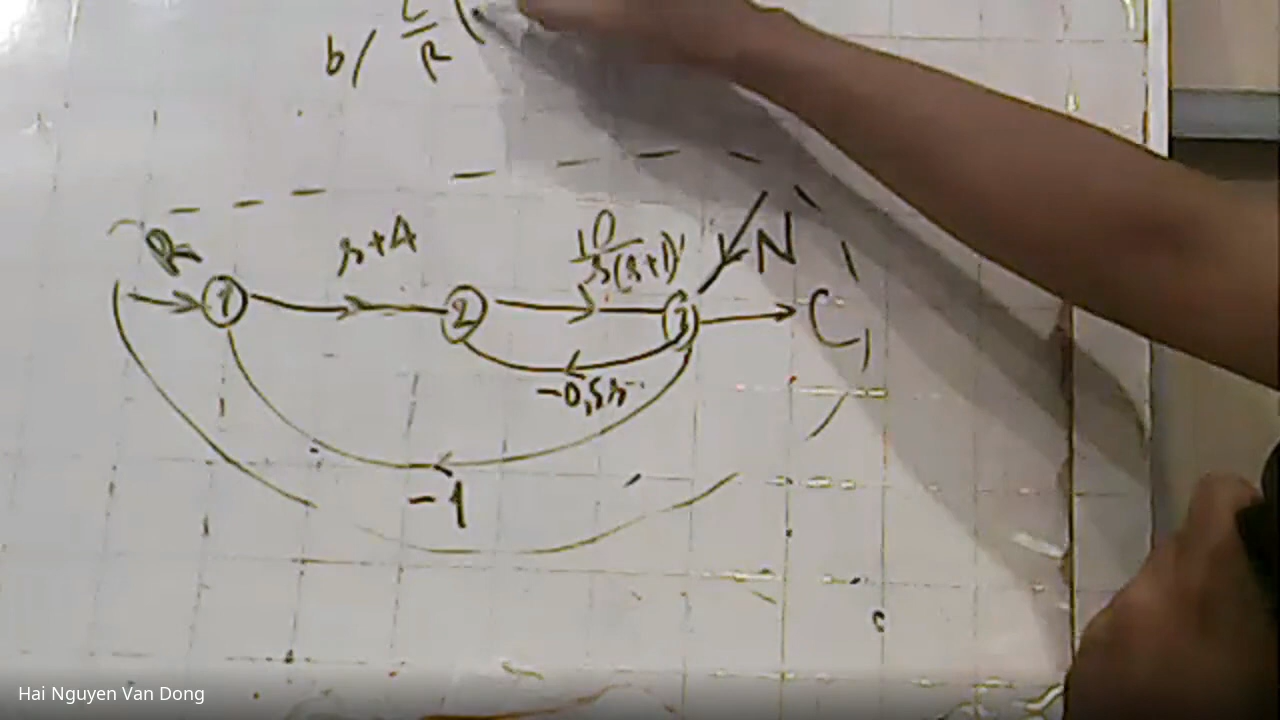 b/ C/R (
R s+4 10/s(s+1) N
1 2 3 C
-0,5s
-1
Hai Nguyen Van Dong